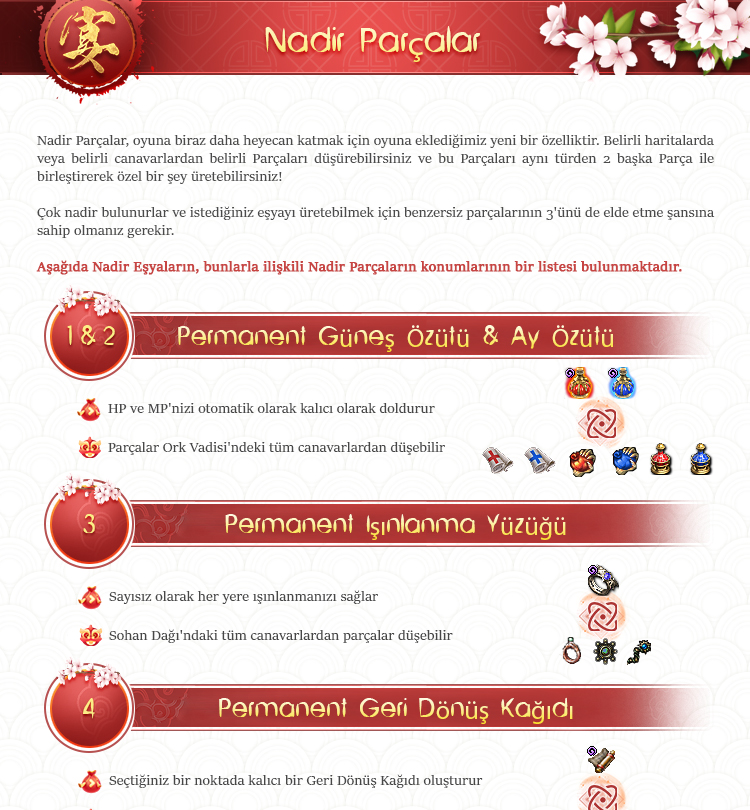 宴
Nadir Parçalar
Nadir Parçalar, oyuna biraz daha heyecan katmak için oyuna eklediğimiz yeni bir özelliktir. Belirli haritalarda
veya belirli canavarlardan belirli Parçaları düşürebilirsiniz ve bu Parçaları aynı türden 2 başka Parça ile
birleştirerek özel bir şey üretebilirsiniz!
Çok nadir bulunurlar ve istediğiniz eşyayı üretebilmek için benzersiz parçalarının 3'ünü de elde etme şansına
sahip olmanız gerekir.
Aşağıda Nadir Eşyaların, bunlarla ilişkili Nadir Parçaların konumlarının bir listesi bulunmaktadır.
1 & 2
Permanent Güneş Özütü & Ay Özütü
HP ve MP'nizi otomatik olarak kalıcı olarak doldurur
Parçalar Ork Vadisi'ndeki tüm canavarlardan düşebilir
3
Permanent Işınlanma Yüzüğü
Sayısız olarak her yere ışınlanmanızı sağlar
Sohan Dağı'ndaki tüm canavarlardan parçalar düşebilir
4
Permanent Geri Dönüş Kağıdı
Seçtiğiniz bir noktada kalıcı bir Geri Dönüş Kağıdı oluşturur